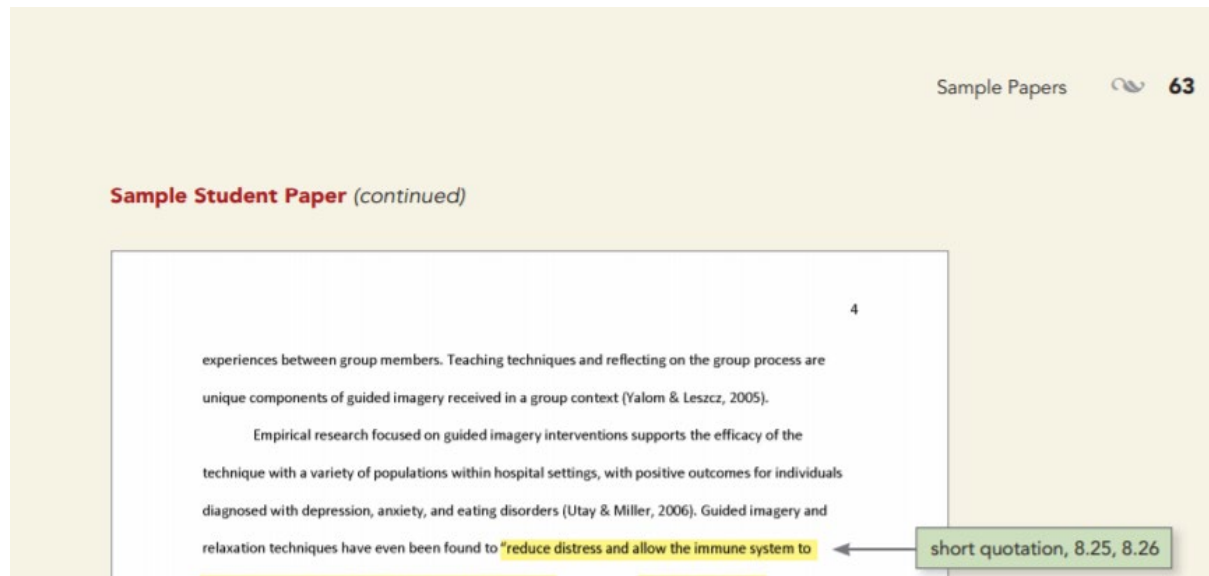 Sample Papers 63
Sample Student Paper (continued)
4
experiences between group members. Teaching techniques and reflecting on the group process are
unique components of guided imagery received in a group context (Yalom & Leszcz, 2005).
Empirical research focused on guided imagery interventions supports the efficacy of the
technique with a variety of populations within hospital settings, with positive outcomes for individuals
diagnosed with depression, anxiety, and eating disorders (Utay & Miller, 2006). Guided imagery and
relaxation techniques have even been found to “reduce distress and allow the immune system to
short quotation, 8.25, 8.26